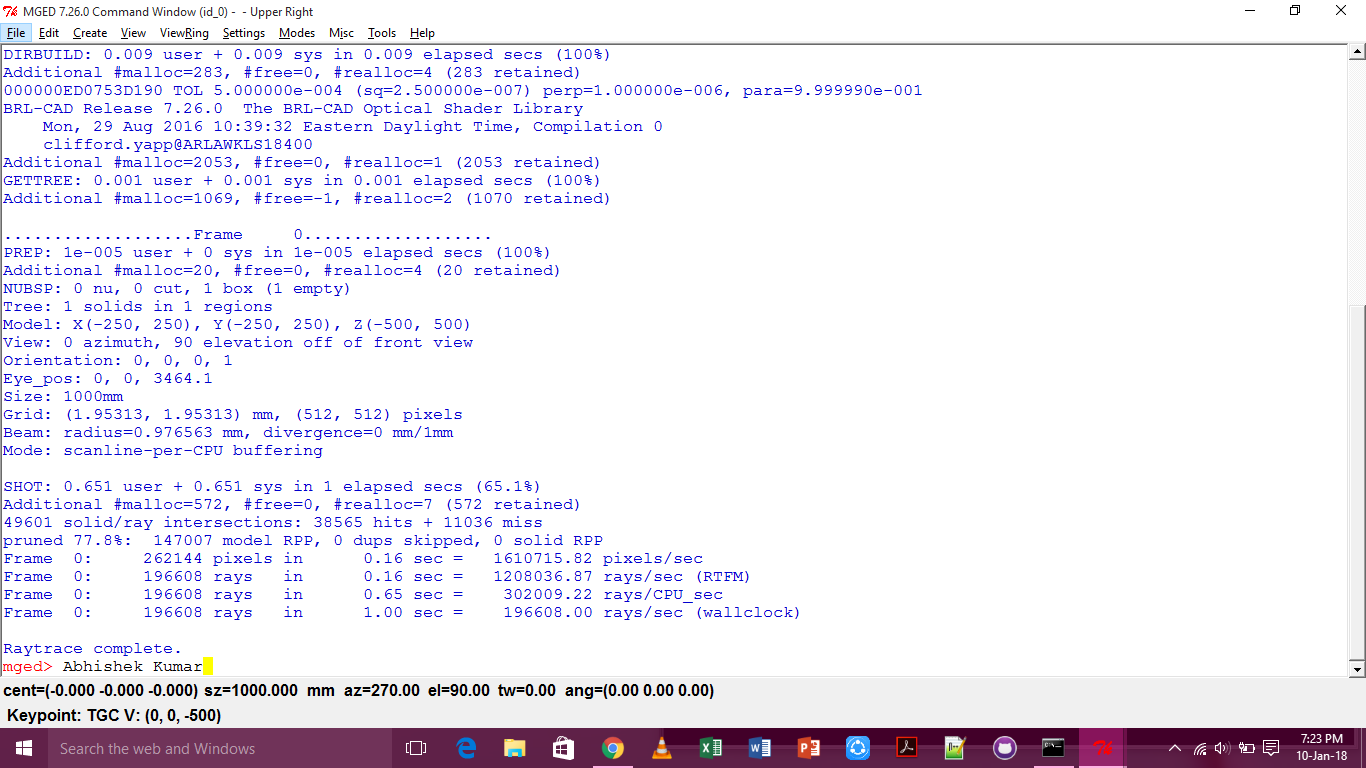 MGED 7.26.0 Command Window (id_0) - - Upper Right
File Edit Create View ViewRing Settings Modes Misc Tools Help
DIRBUILD: 0.009 user + 0.009 sys in 0.009 elapsed secs (100%)
Additional #malloc=283, #free=0, #realloc=4 (283 retained)
000000ED0753D190 TOL 5.000000e-004 (sq=2.500000e-007) perp=1.000000e-006, para=9.999990e-001
BRL-CAD Release 7.26.0  The BRL-CAD Optical Shader Library
    Mon, 29 Aug 2016 10:39:32 Eastern Daylight Time, Compilation 0
    clifford.yapp@ARLAWKLS18400
Additional #malloc=2053, #free=0, #realloc=1 (2053 retained)
GETTREE: 0.001 user + 0.001 sys in 0.001 elapsed secs (100%)
Additional #malloc=1069, #free=-1, #realloc=2 (1070 retained)
...................Frame     0...................
PREP: 1e-005 user + 0 sys in 1e-005 elapsed secs (100%)
Additional #malloc=20, #free=0, #realloc=4 (20 retained)
NUBSP: 0 nu, 0 cut, 1 box (1 empty)
Tree: 1 solids in 1 regions
Model: X(-250, 250), Y(-250, 250), Z(-500, 500)
View: 0 azimuth, 90 elevation off of front view
Orientation: 0, 0, 0, 1
Eye_pos: 0, 0, 3464.1
Size: 1000mm
Grid: (1.95313, 1.95313) mm, (512, 512) pixels
Beam: radius=0.976563 mm, divergence=0 mm/1mm
Mode: scanline-per-CPU buffering
SHOT: 0.651 user + 0.651 sys in 1 elapsed secs (65.1%)
Additional #malloc=572, #free=0, #realloc=7 (572 retained)
49601 solid/ray intersections: 38565 hits + 11036 miss
pruned 77.8%:  147007 model RPP, 0 dups skipped, 0 solid RPP
Frame  0:     262144 pixels in      0.16 sec =   1610715.82 pixels/sec
Frame  0:     196608 rays   in      0.16 sec =   1208036.87 rays/sec (RTFM)
Frame  0:     196608 rays   in      0.65 sec =    302009.22 rays/CPU_sec
Frame  0:     196608 rays   in      1.00 sec =    196608.00 rays/sec (wallclock)
Raytrace complete.
mged> Abhishek Kumar
cent=(-0.000 -0.000 -0.000) sz=1000.000 mm az=270.00 el=90.00 tw=0.00 ang=(0.00 0.00 0.00)
Keypoint: TGC V: (0, 0, -500)
Search the web and Windows
7:23 PM
10-Jan-18